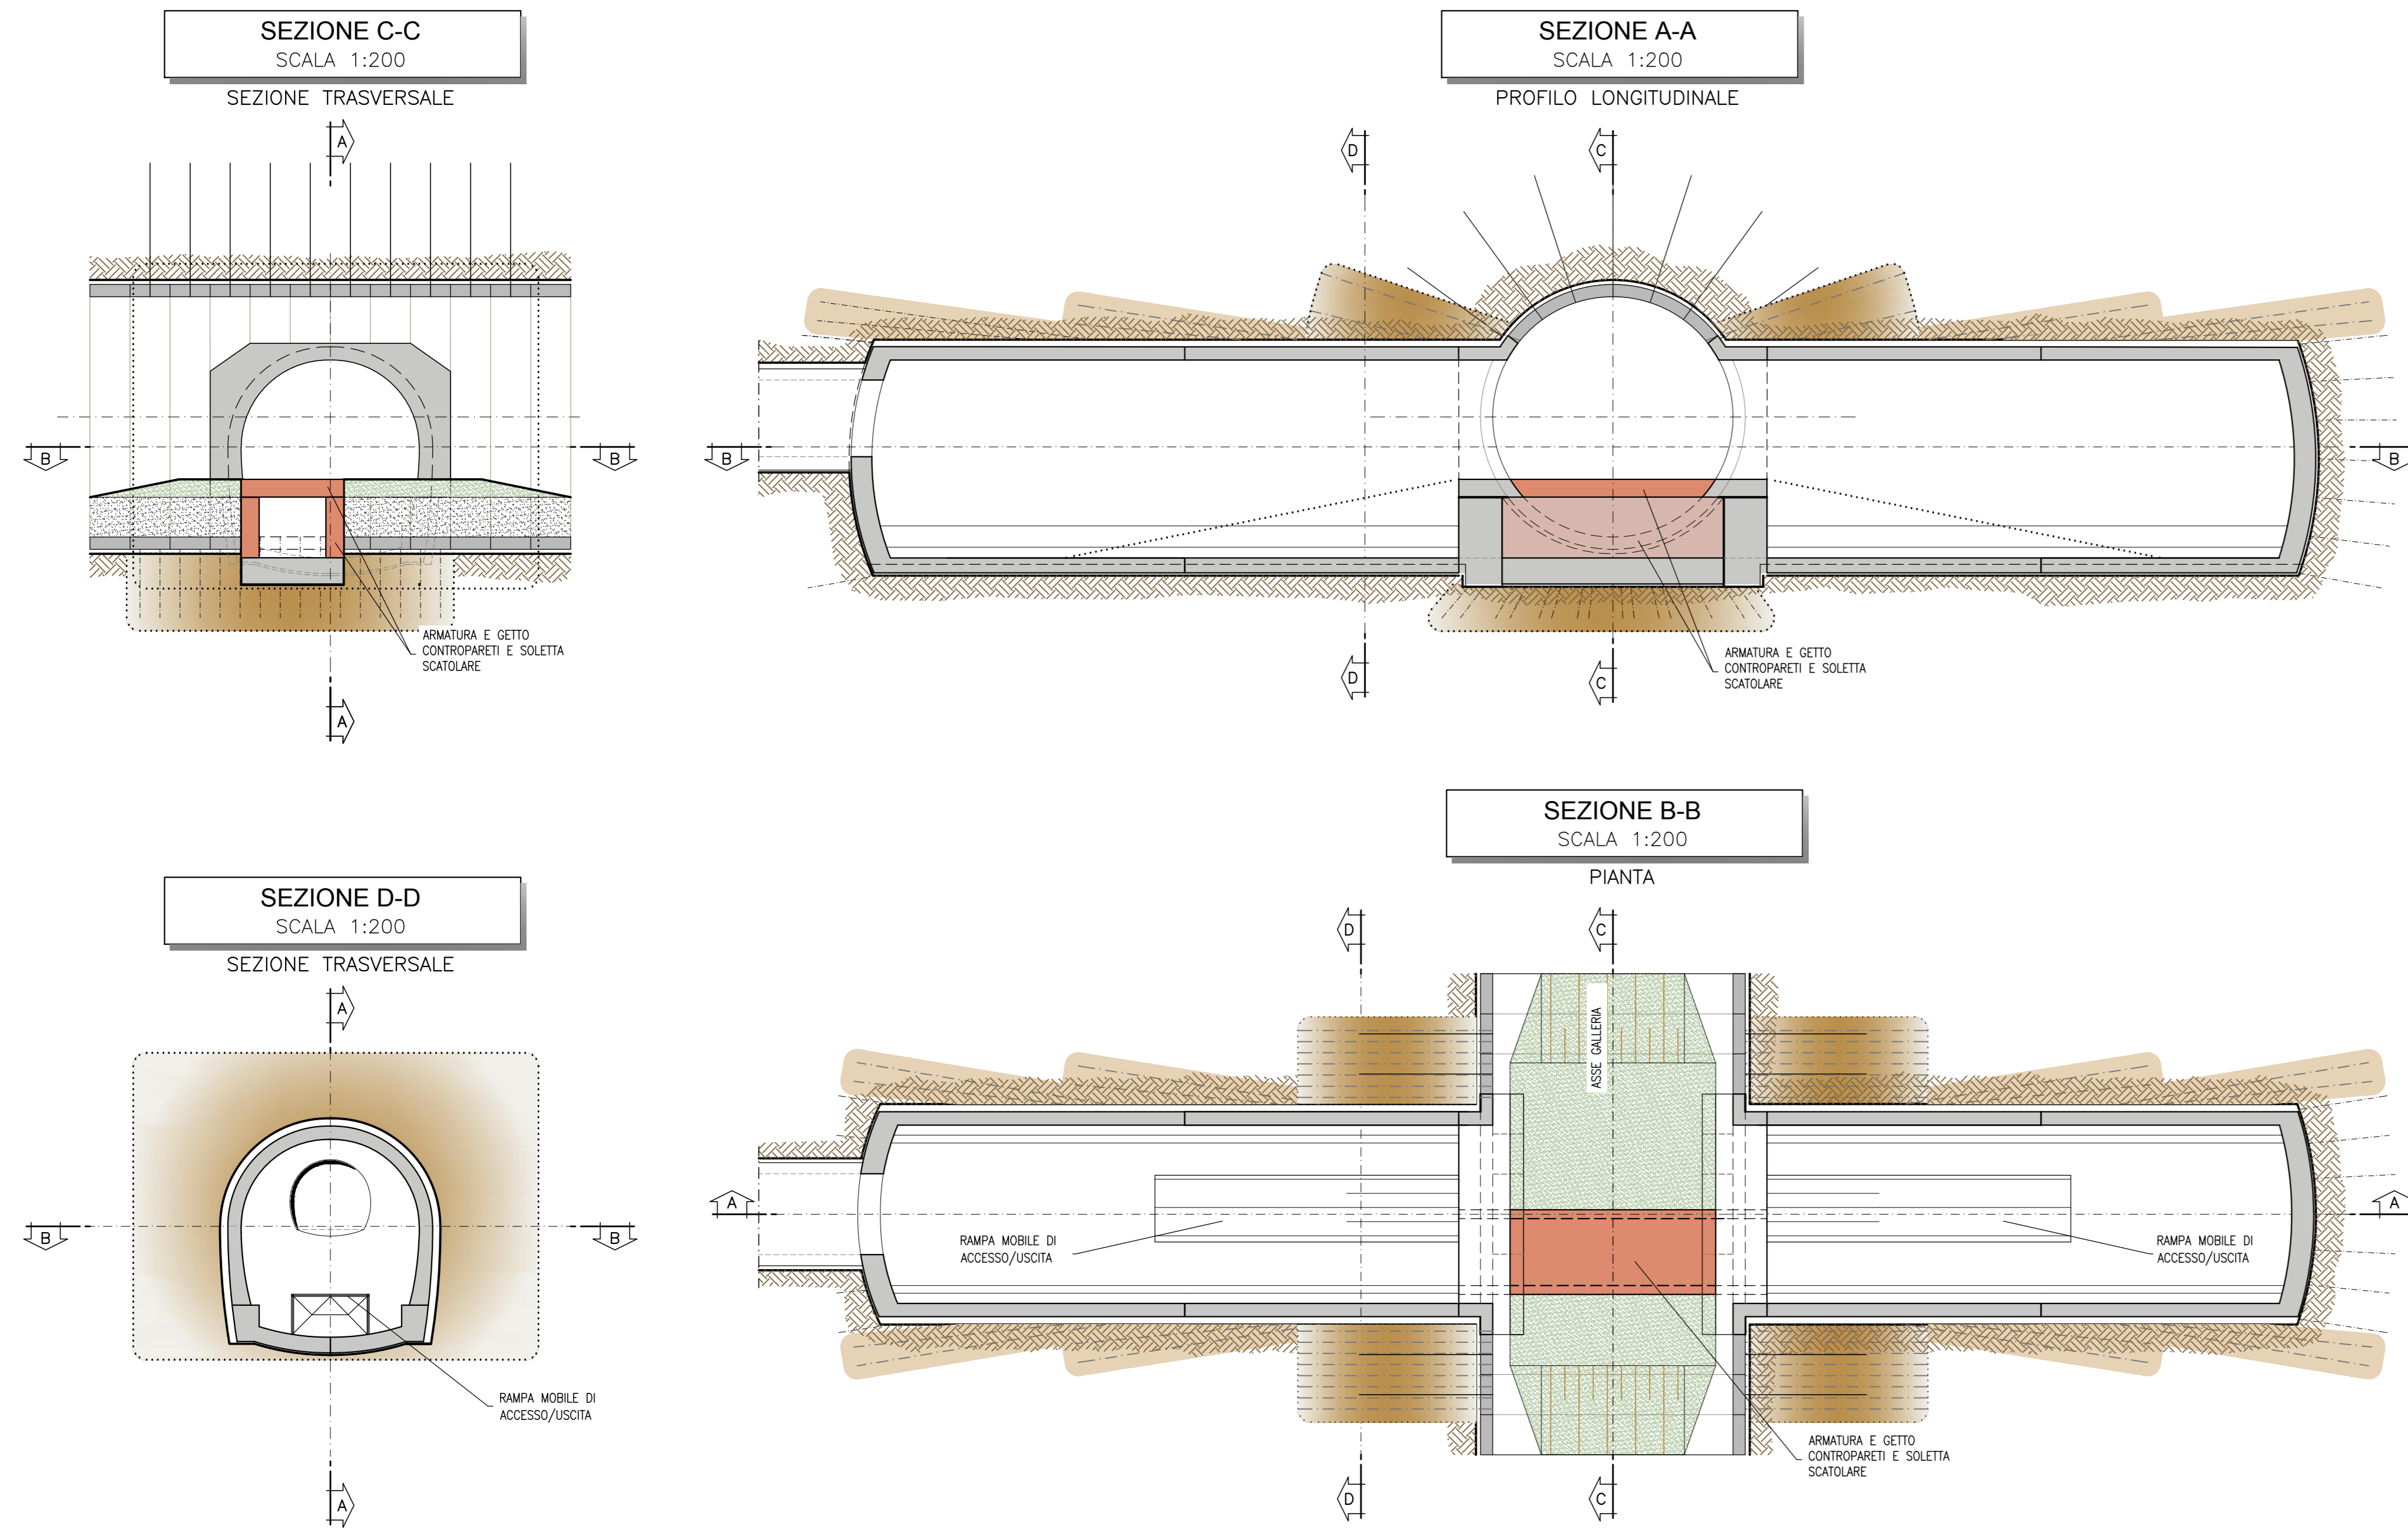 SEZIONE C-C
SCALA 1:200
SEZIONE TRASVERSALE
A
B
B
ARMATURA E GETTO
CONTROPARETI E SOLETTA
SCATOLARE
A
SEZIONE A-A
SCALA 1:200
PROFILO LONGITUDINALE
D
C
B
B
ARMATURA E GETTO
CONTROPARETI E SOLETTA
SCATOLARE
D
C
SEZIONE D-D
SCALA 1:200
SEZIONE TRASVERSALE
A
B
B
RAMPA MOBILE DI
ACCESSO/USCITA
A
SEZIONE B-B
SCALA 1:200
PIANTA
D
C
ASSE GALLERIA
A
A
RAMPA MOBILE DI
ACCESSO/USCITA
RAMPA MOBILE DI
ACCESSO/USCITA
ARMATURA E GETTO
CONTROPARETI E SOLETTA
SCATOLARE
D
C